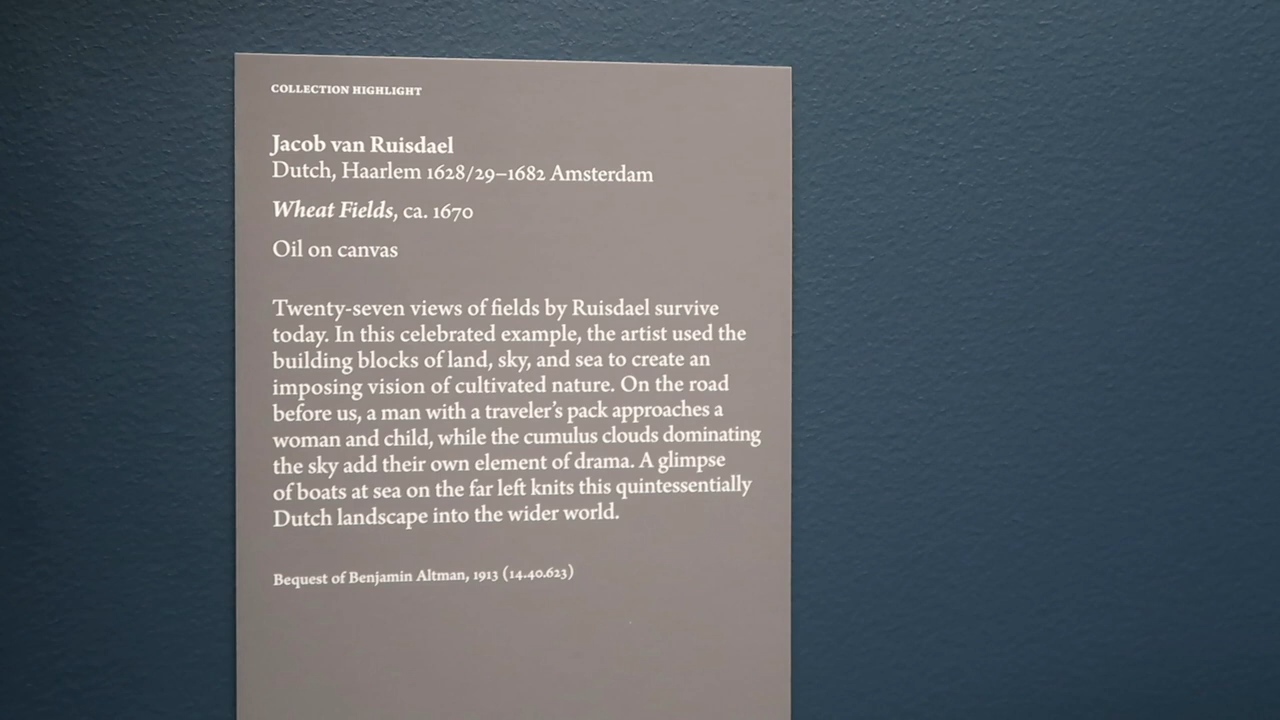 COLLECTION HIGHLIGHT
Jacob van Ruisdael
Dutch, Haarlem 1628/29–1682 Amsterdam
Wheat Fields, ca. 1670
Oil on canvas
Twenty-seven views of fields by Ruisdael survive
today. In this celebrated example, the artist used the
building blocks of land, sky, and sea to create an
imposing vision of cultivated nature. On the road
before us, a man with a traveler’s pack approaches a
woman and child, while the cumulus clouds dominating
the sky add their own element of drama. A glimpse
of boats at sea on the far left knits this quintessentially
Dutch landscape into the wider world.
Bequest of Benjamin Altman, 1913 (14.40.623)